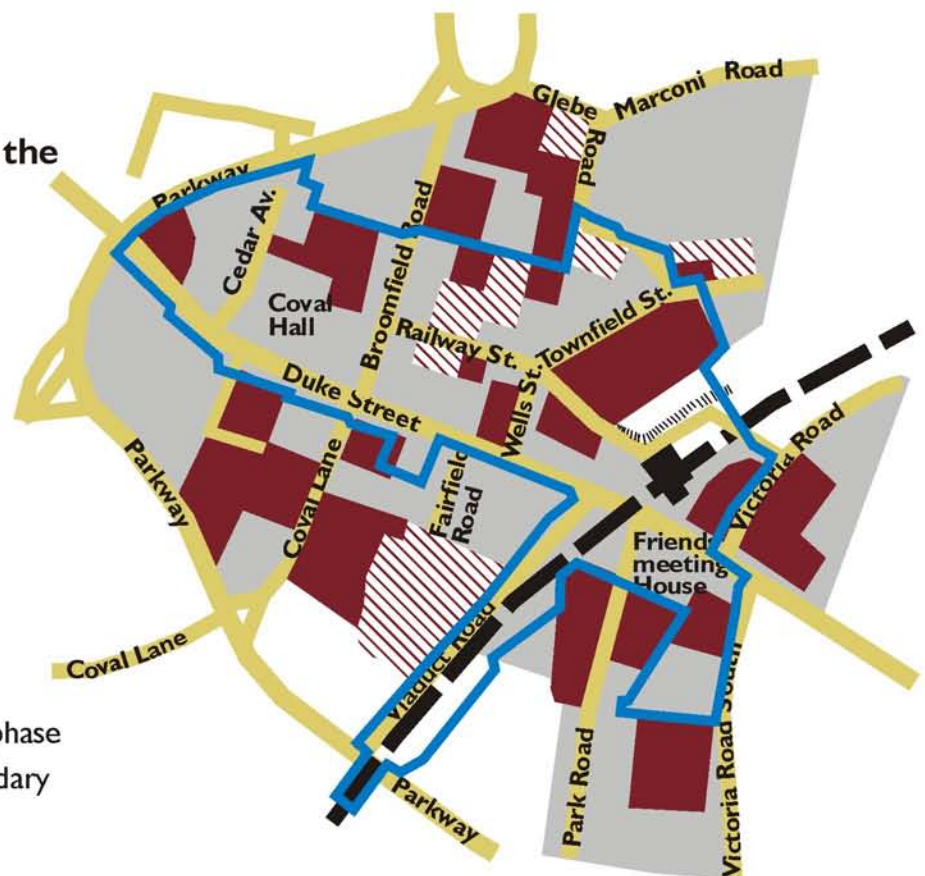 the
Glebe
Road
Marconi Road
Parkway
Cedar Av.
Broomfield Road
Coval
Hall
Railway St.
Townfield St.
Wells St.
Duke Street
Parkway
Coval Lane
Fairfield
Road
Victoria Road
Friends
meeting
House
Coval Lane
Viaduct Road
phase
dary
Parkway
Park Road
Victoria Road South